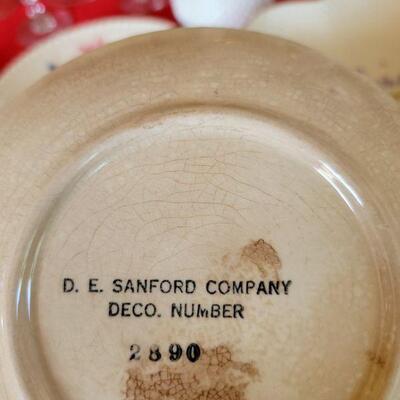 D. E. SANFORD COMPANY
DECO. NUMBER
2890